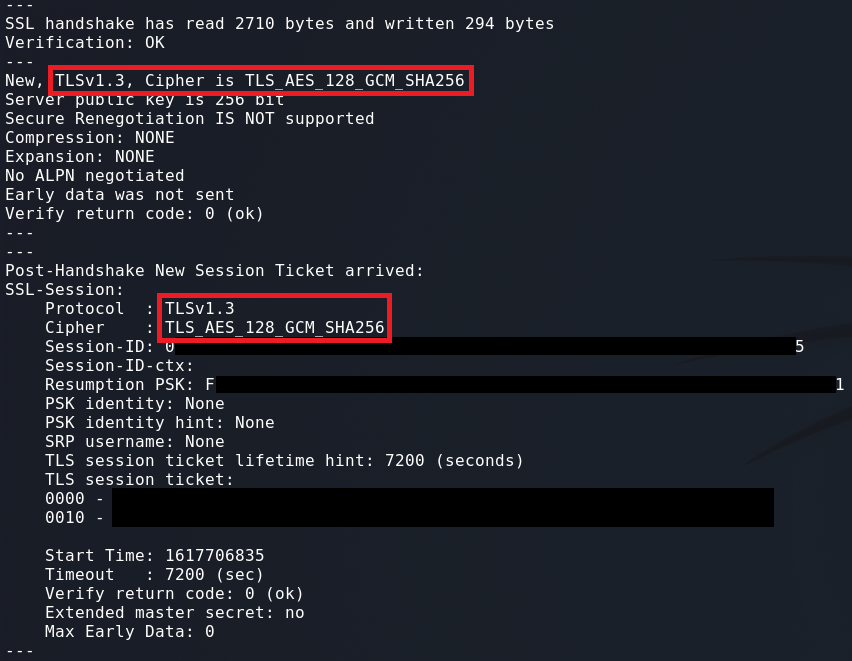 ---
SSL handshake has read 2710 bytes and written 294 bytes
Verification: OK
---
New, TLSv1.3, Cipher is TLS_AES_128_GCM_SHA256
Server public key is 256 bit
Secure Renegotiation IS NOT supported
Compression: NONE
Expansion: NONE
No ALPN negotiated
Early data was not sent
Verify return code: 0 (ok)
---
---
Post-Handshake New Session Ticket arrived:
SSL-Session:
    Protocol  : TLSv1.3
    Cipher    : TLS_AES_128_GCM_SHA256
    Session-ID: 0 5
    Session-ID-ctx:
    Resumption PSK: F 1
    PSK identity: None
    PSK identity hint: None
    SRP username: None
    TLS session ticket lifetime hint: 7200 (seconds)
    TLS session ticket:
    0000 -
    0010 -
    Start Time: 1617706835
    Timeout   : 7200 (sec)
    Verify return code: 0 (ok)
    Extended master secret: no
    Max Early Data: 0
---